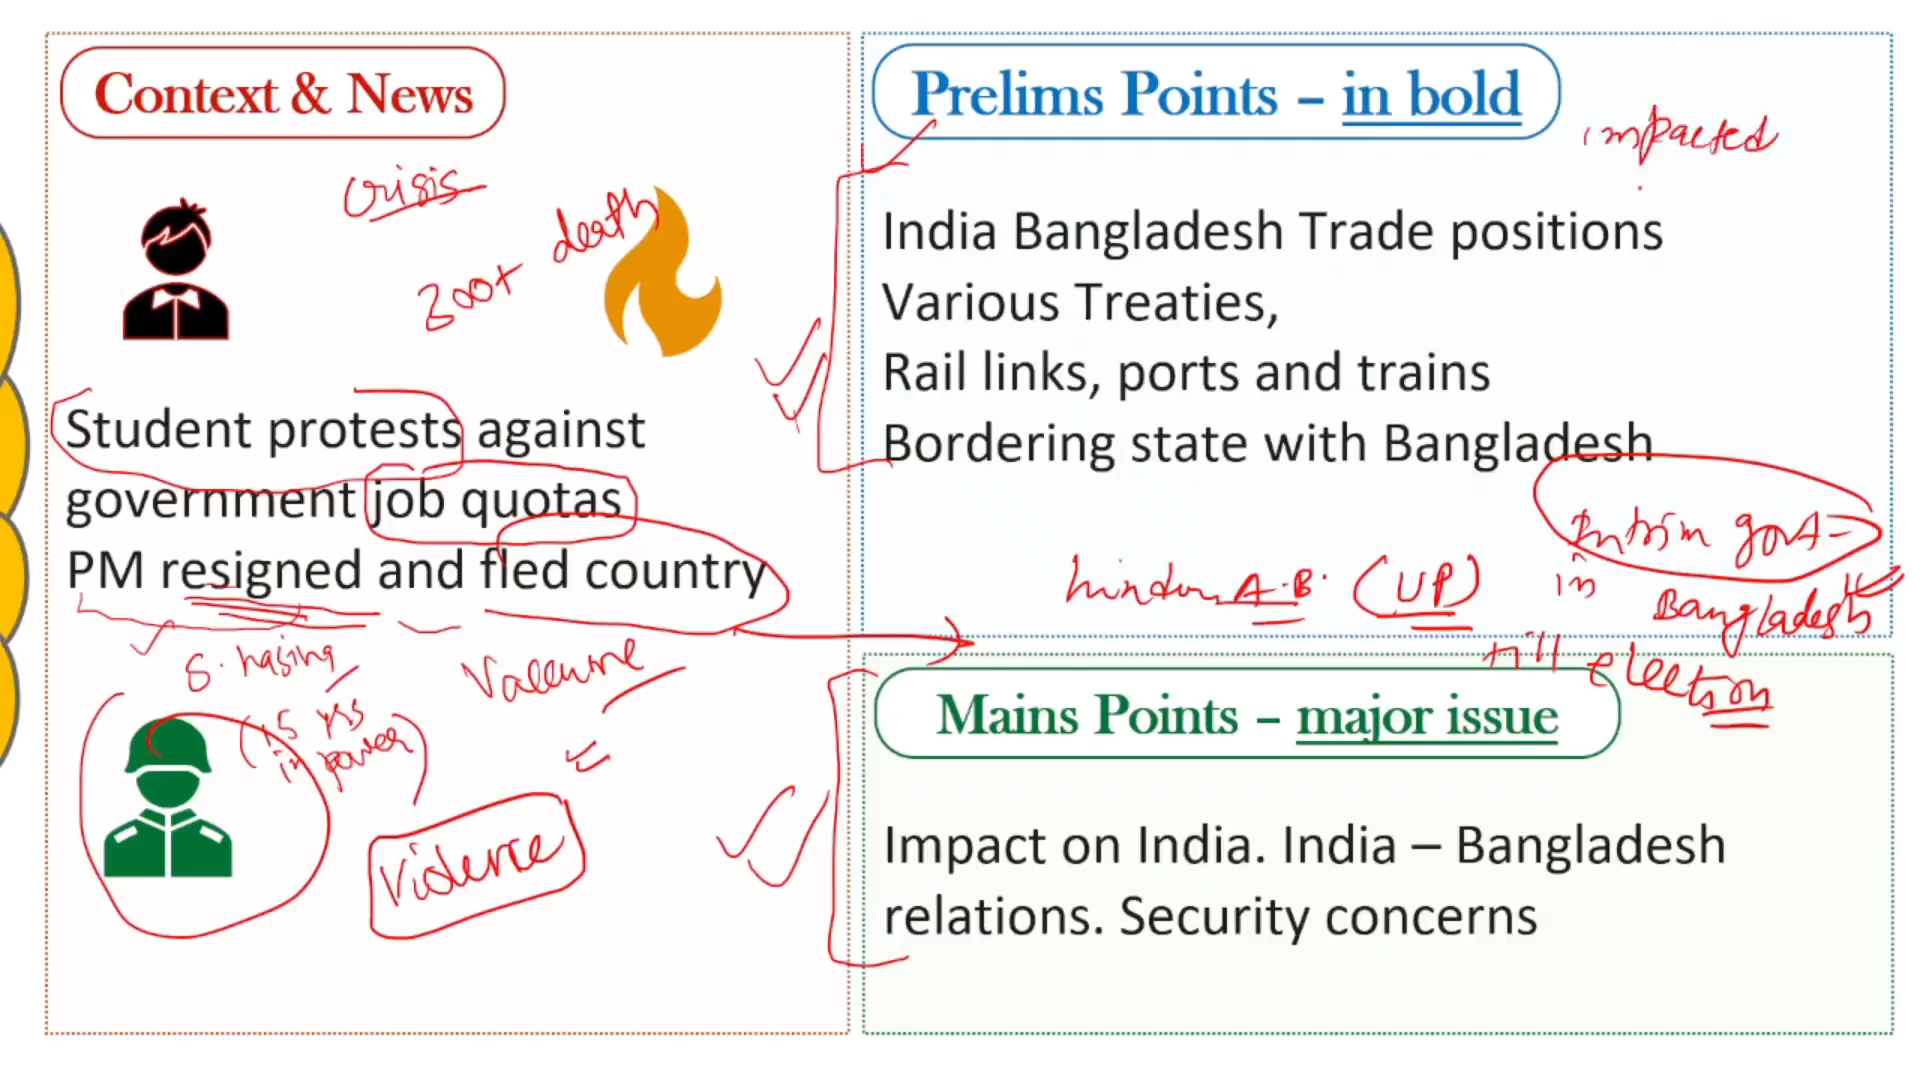 Context & News
crisis
200+ death
Student protests against
government job quotas
PM resigned and fled country
S. hasina
(15 yrs
in power)
Vaccume
Violence
Prelims Points – in bold
impacted
India Bangladesh Trade positions
Various Treaties,
Rail links, ports and trains
Bordering state with Bangladesh
Intrim govt
in
Bangladesh
till election
hindon A.B. (UP)
Mains Points – major issue
Impact on India. India – Bangladesh
relations. Security concerns